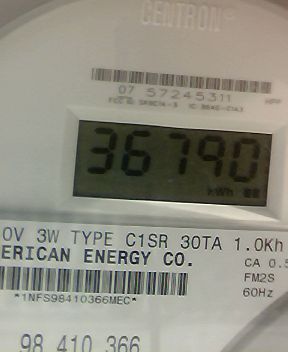 CENTRON®
07 57245311
36790
kWh
0V 3W TYPE C1SR 30TA 1.0Kh
ERICAN ENERGY CO.
CA 0.5
FM2S
*1NFS98410366MEC*
60Hz
98 410 366